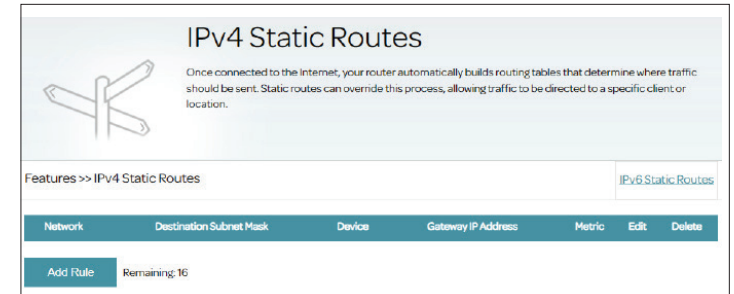 IPv4 Static Routes
Once connected to the Internet, your router automatically builds routing tables that determine where traffic
should be sent. Static routes can override this process, allowing traffic to be directed to a specific client or
location.
Features >> IPv4 Static Routes
IPv6 Static Routes
Network Destination Subnet Mask Device Gateway IP Address Metric Edit Delete
Add Rule Remaining: 16